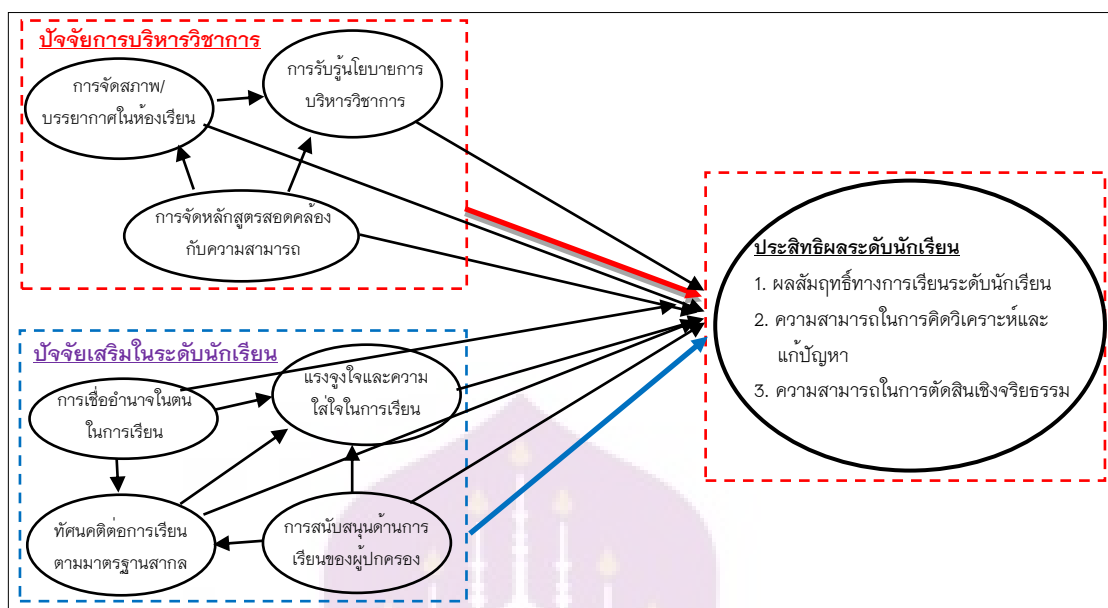 ปัจจัยการบริหารวิชาการ
การจัดสภาพ/
บรรยากาศในห้องเรียน
การรับรู้นโยบายการ
บริหารวิชาการ
การจัดหลักสูตรสอดคล้อง
กับความสามารถ
ปัจจัยเสริมในระดับนักเรียน
การเชื่ออำนาจในตน
ในการเรียน
แรงจูงใจและความ
ใส่ใจในการเรียน
ทัศนคติต่อการเรียน
ตามมาตรฐานสากล
การสนับสนุนด้านการ
เรียนของผู้ปกครอง
ประสิทธิผลระดับนักเรียน
1. ผลสัมฤทธิ์ทางการเรียนระดับนักเรียน
2. ความสามารถในการคิดวิเคราะห์และ
แก้ปัญหา
3. ความสามารถในการตัดสินเชิงจริยธรรม